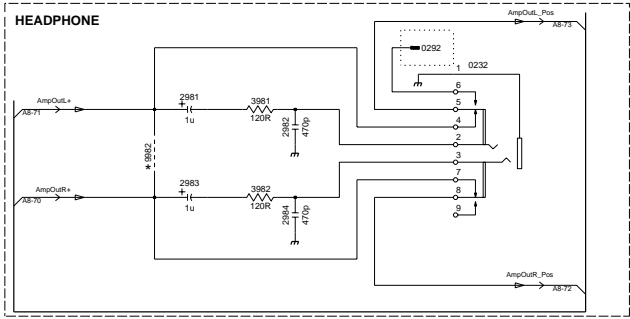 HEADPHONE
AmpOutL_Pos
A8-73
0292
1 0232
6
5
4
2
3
7
8
9
AmpOutL+
A8-71
2981
+
1u
3981
120R
2982
470p
* 9982
AmpOutR+
A8-70
2983
+
1u
3982
120R
2984
470p
AmpOutR_Pos
A8-72